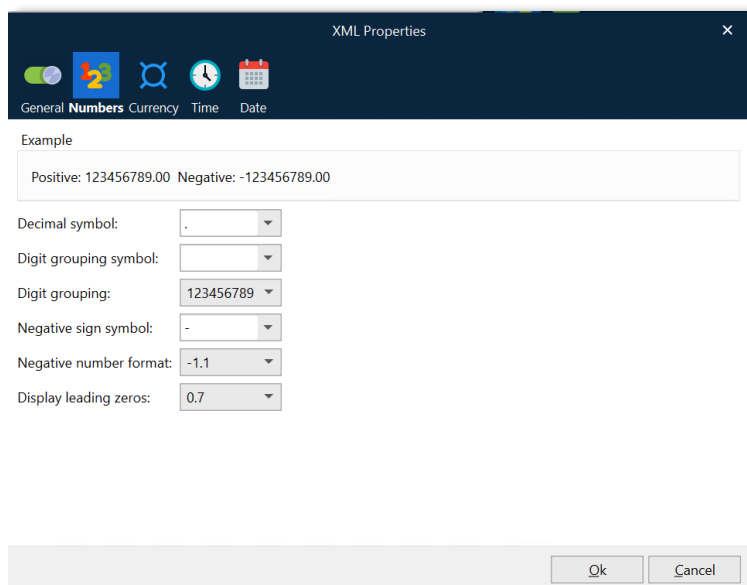 XML Properties
123
General Numbers Currency Time Date
Example
Positive: 123456789.00 Negative: -123456789.00
Decimal symbol: .
Digit grouping symbol:
Digit grouping: 123456789
Negative sign symbol: -
Negative number format: -1.1
Display leading zeros: 0.7
Ok Cancel